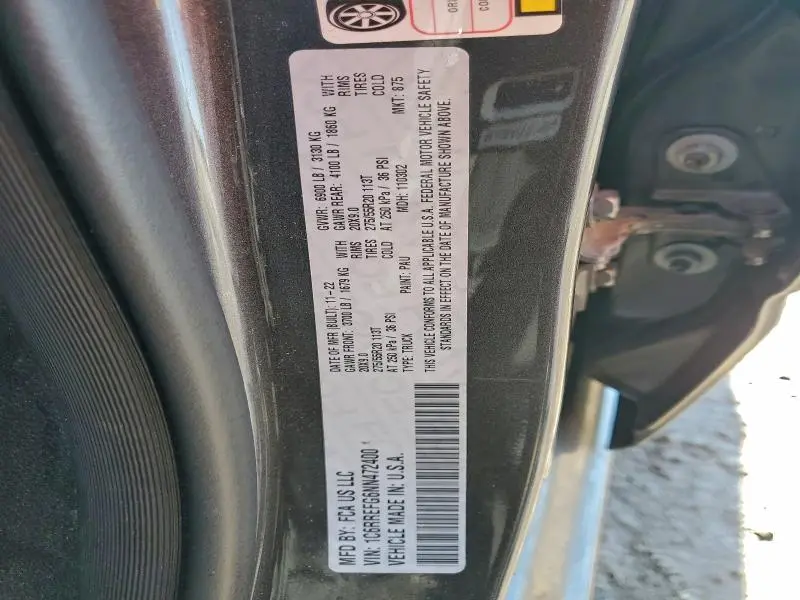 MFD BY: FCA US LLC
DATE OF MFR (BUILT): 11-22
GVWR: 6900 LB / 3130 KG
GAWR FRONT: 3700 LB / 1679 KG WITH
GAWR REAR: 4100 LB / 1860 KG WITH
20X9.0 RIMS
20X9.0 RIMS
275/55R20 113T TIRES
275/55R20 113T TIRES
AT 250 kPa / 36 PSI COLD
AT 250 kPa / 36 PSI COLD
VIN: 1C6RREFG6NN472400
TYPE: TRUCK
PAINT: PAU
MDH: 110302
MKT: 875
VEHICLE MADE IN: U.S.A.
THIS VEHICLE CONFORMS TO ALL APPLICABLE U.S.A. FEDERAL MOTOR VEHICLE SAFETY
STANDARDS IN EFFECT ON THE DATE OF MANUFACTURE SHOWN ABOVE.